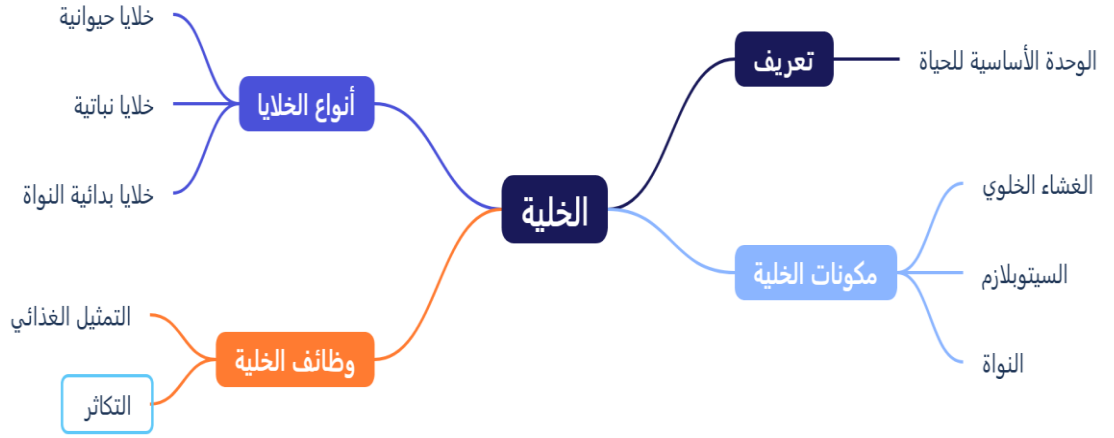 الخلية
تعريف
الوحدة الأساسية للحياة
مكونات الخلية
الغشاء الخلوي
السيتوبلازم
النواة
أنواع الخلايا
خلايا حيوانية
خلايا نباتية
خلايا بدائية النواة
وظائف الخلية
التمثيل الغذائي
التكاثر